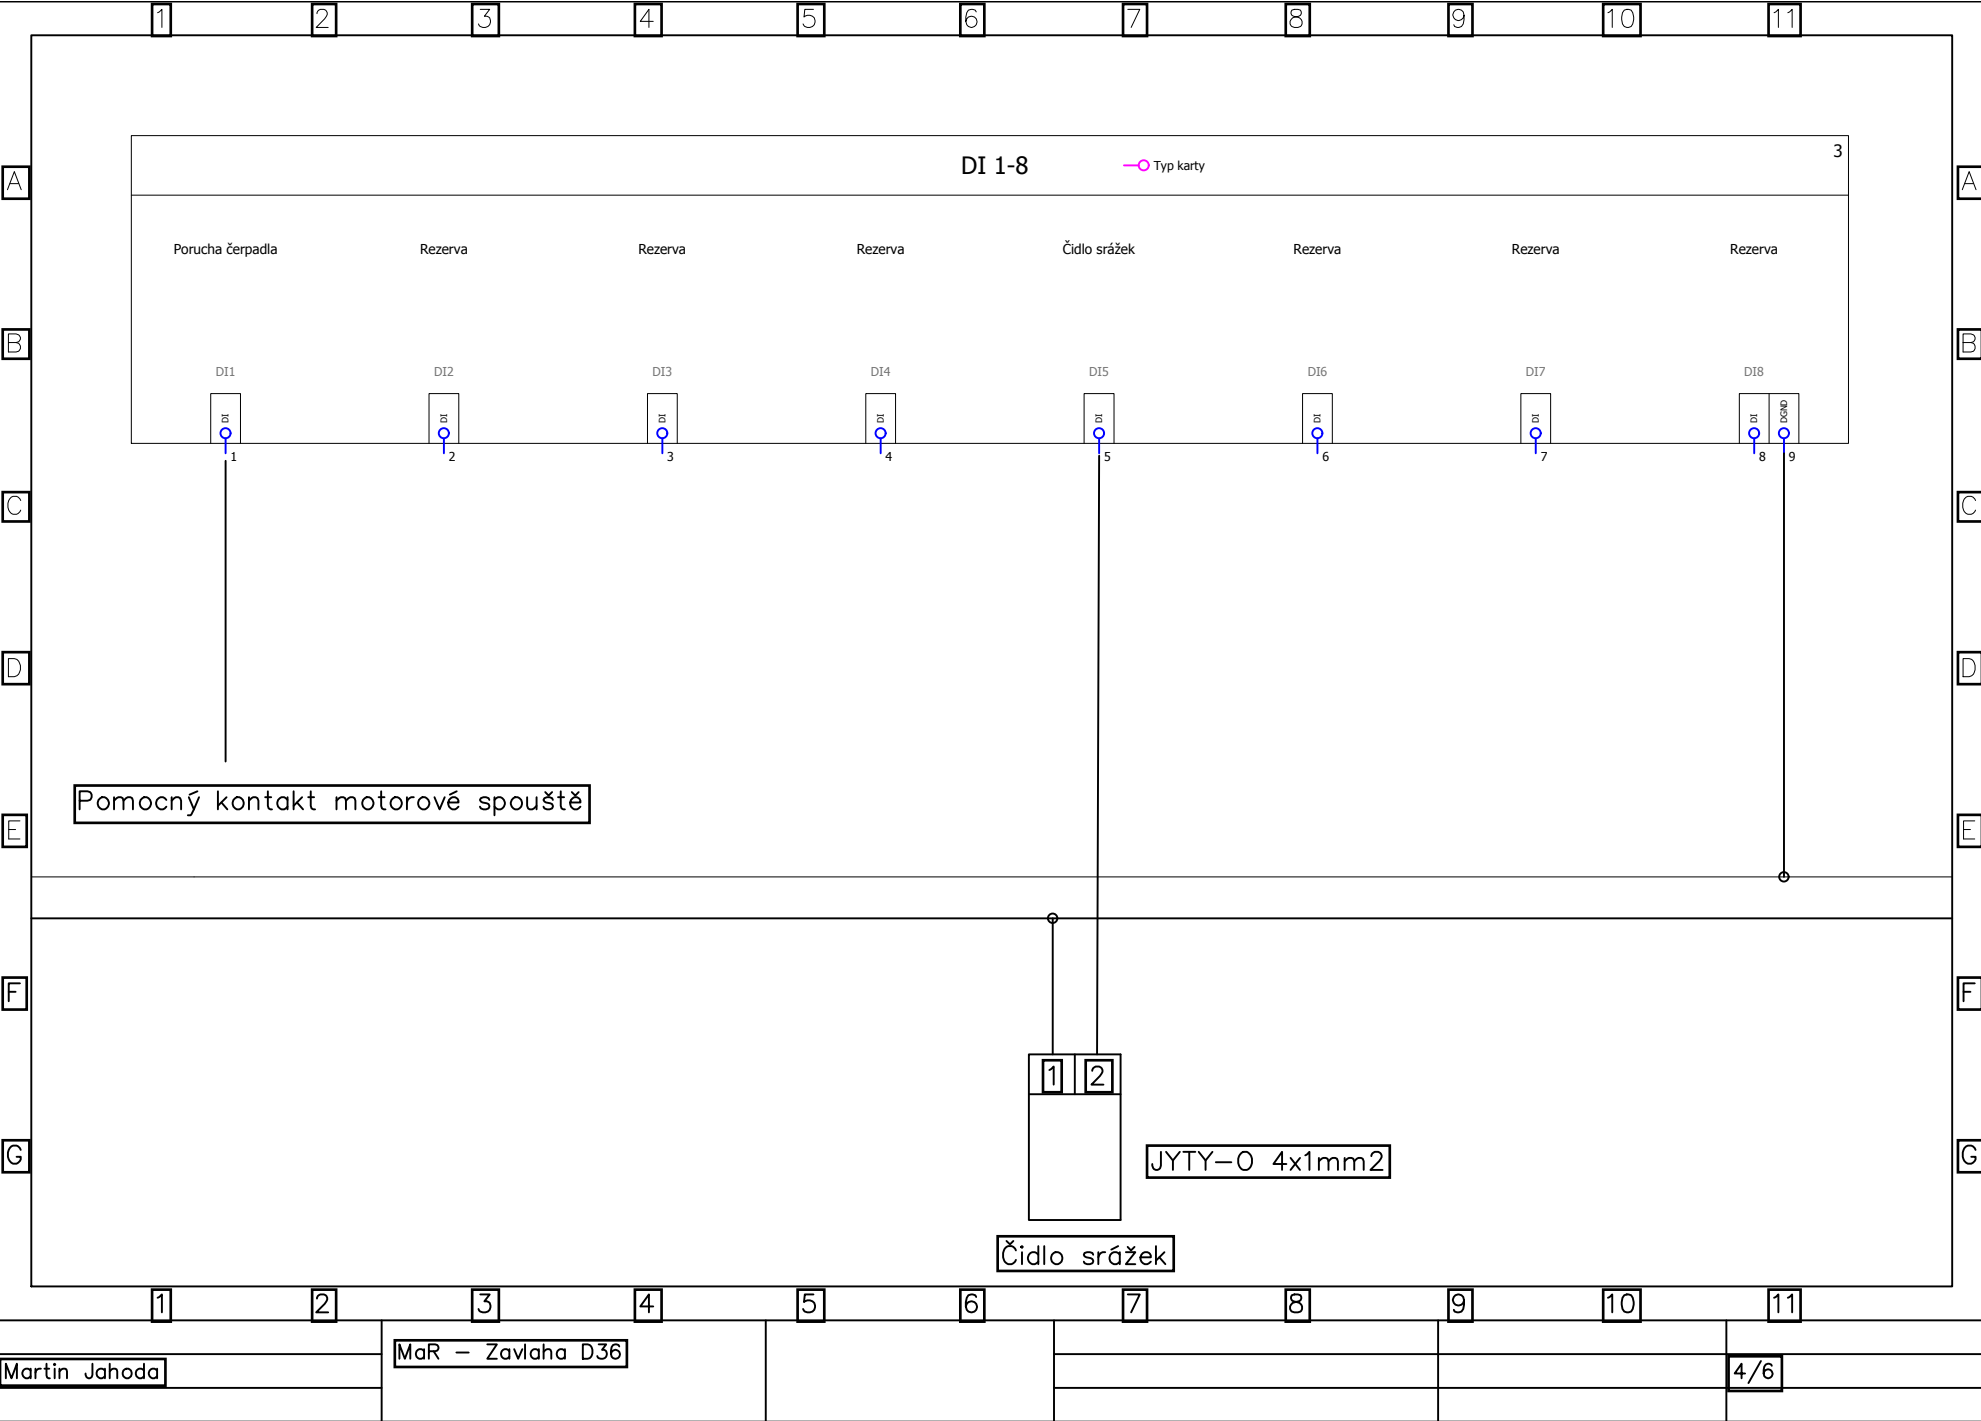 1 2 3 4 5 6 7 8 9 10 11
3
A DI 1-8 Typ karty A
Porucha čerpadla Rezerva Rezerva Rezerva Čidlo srážek Rezerva Rezerva Rezerva
B B
DI1 DI2 DI3 DI4 DI5 DI6 DI7 DI8
DI DI DI DI DI DI DI DI DGND
1 2 3 4 5 6 7 8 9
C C
D D
Pomocný kontakt motorové spouště
E E
F F
1 2
G JYTY-O 4x1mm2 G
Čidlo srážek
1 2 3 4 5 6 7 8 9 10 11
MaR - Zavlaha D36
Martin Jahoda 4/6